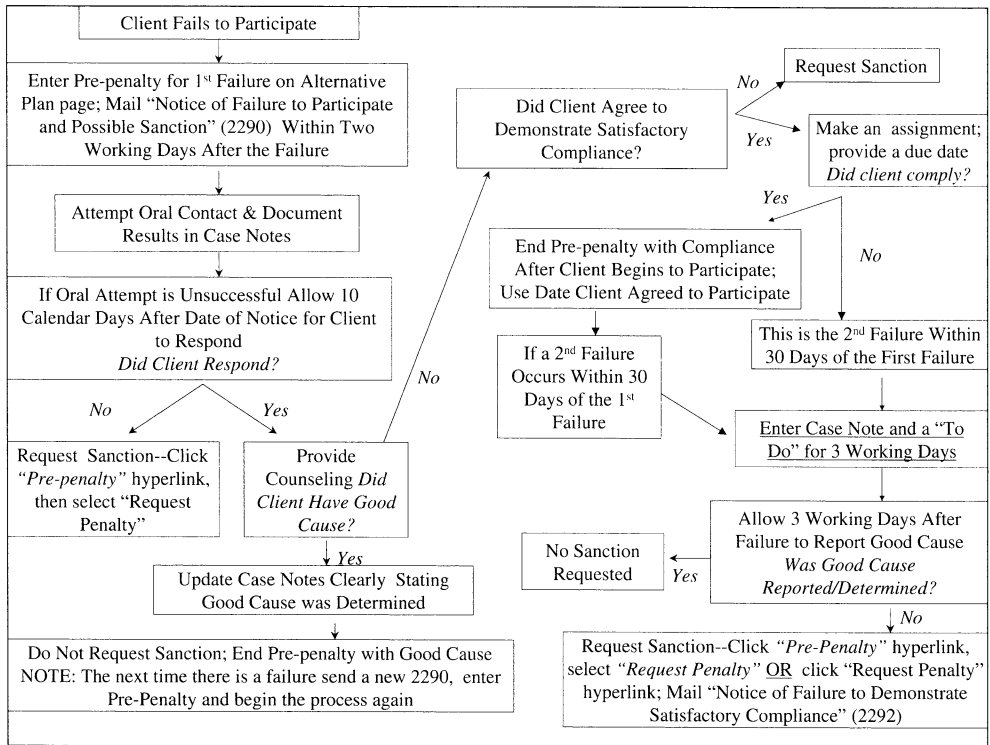 Client Fails to Participate
Enter Pre-penalty for 1st Failure on Alternative
Plan page; Mail “Notice of Failure to Participate
and Possible Sanction” (2290) Within Two
Working Days After the Failure
Attempt Oral Contact & Document
Results in Case Notes
If Oral Attempt is Unsuccessful Allow 10
Calendar Days After Date of Notice for Client
to Respond
Did Client Respond?
No
Yes
Request Sanction--Click
“Pre-penalty” hyperlink,
then select “Request
Penalty”
Provide
Counseling Did
Client Have Good
Cause?
No
Yes
Update Case Notes Clearly Stating
Good Cause was Determined
Do Not Request Sanction; End Pre-penalty with Good Cause
NOTE: The next time there is a failure send a new 2290, enter
Pre-Penalty and begin the process again
Did Client Agree to
Demonstrate Satisfactory
Compliance?
No
Request Sanction
Yes
Make an assignment;
provide a due date
Did client comply?
Yes
No
End Pre-penalty with Compliance
After Client Begins to Participate;
Use Date Client Agreed to Participate
If a 2nd Failure
Occurs Within 30
Days of the 1st
Failure
This is the 2nd Failure Within
30 Days of the First Failure
Enter Case Note and a “To
Do” for 3 Working Days
Allow 3 Working Days After
Failure to Report Good Cause
Was Good Cause
Reported/Determined?
Yes
No Sanction
Requested
No
Request Sanction--Click “Pre-Penalty” hyperlink,
select “Request Penalty” OR click “Request Penalty”
hyperlink; Mail “Notice of Failure to Demonstrate
Satisfactory Compliance” (2292)